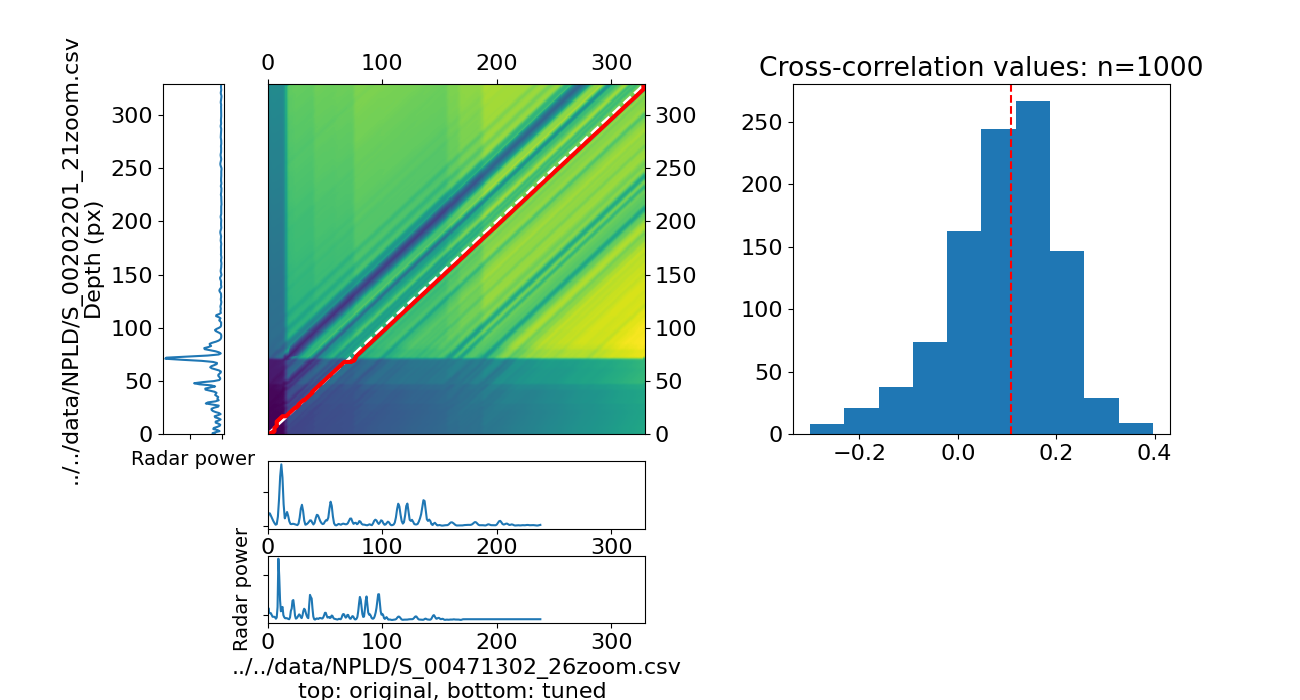 0 100 200 300
Cross-correlation values: n=1000
../../data/NPLD/S_00202201_21zoom.csv
Depth (px)
300 250 200 150 100 50 0
300 250 200 150 100 50 0
250 200 150 100 50 0
−0.2 0.0 0.2 0.4
Radar power
0 100 200 300
Radar power
0 100 200 300
../../data/NPLD/S_00471302_26zoom.csv
top: original, bottom: tuned